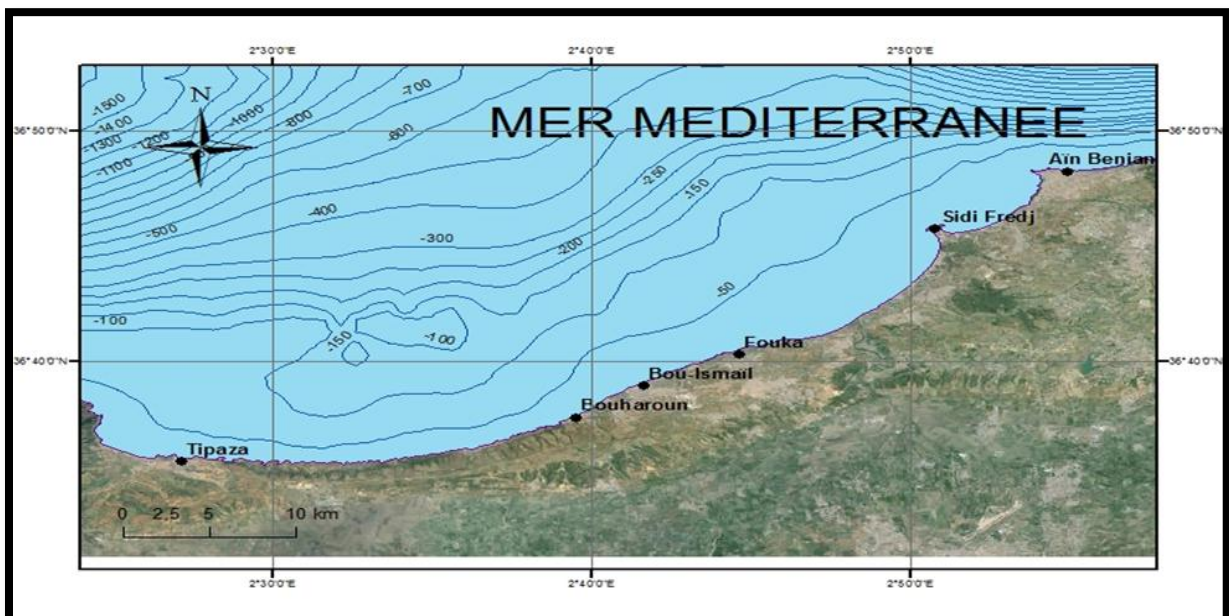 2°30'0"E 2°40'0"E 2°50'0"E
-1500
-1400
-1300
-1200
-1100
-1000
-800
-700
-600
N
MER MEDITERRANEE
36°50'0"N 36°50'0"N
Aïn Benian
-250
-150
-500
-400
-300
-200
Sidi Fredj
-50
-100
-150
-100
36°40'0"N 36°40'0"N
Fouka
Bou-Ismaïl
Bouharoun
Tipaza
0 2,5 5 10 km
2°30'0"E 2°40'0"E 2°50'0"E